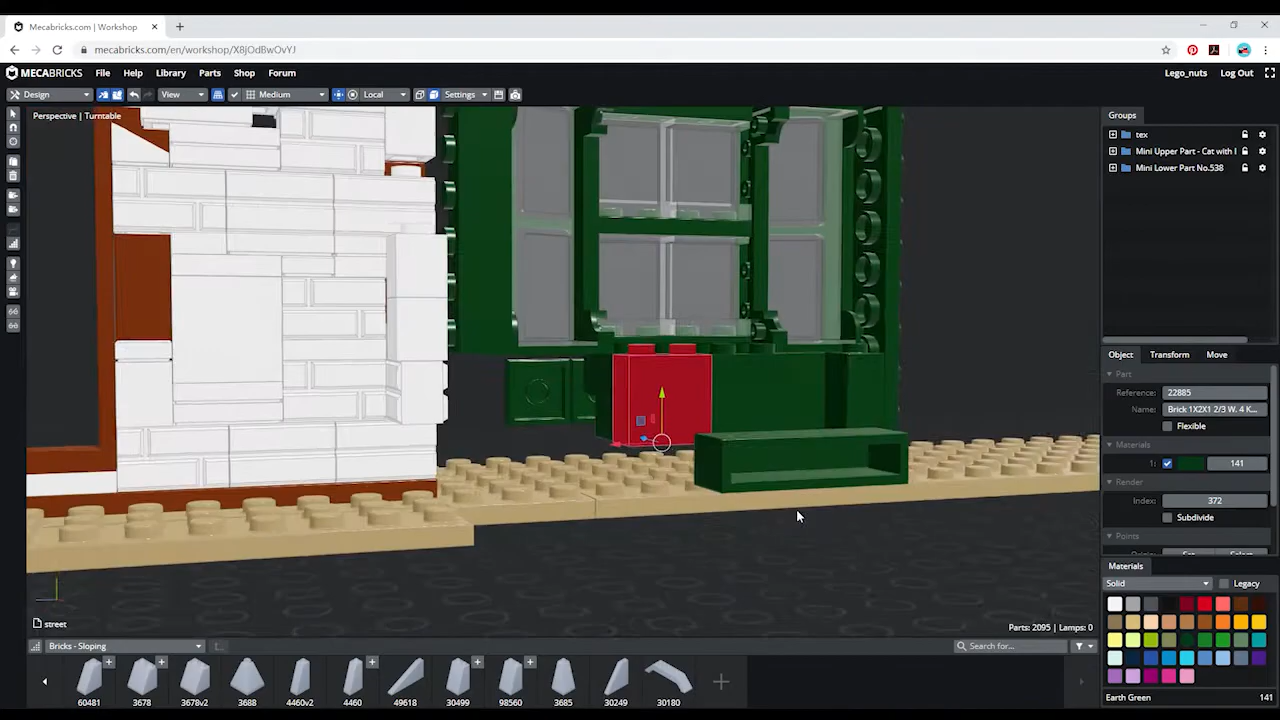 Mecabricks.com | Workshop
mecabricks.com/en/workshop/X8jOdBwOvYJ
MECABRICKS File Help Library Parts Shop Forum Lego_nuts Log Out
Design View Medium Local Settings
Perspective | Turntable
Groups
tex
Mini Upper Part - Cat with l
Mini Lower Part No.538
Object Transform Move
Part
Reference: 22885
Name: Brick 1X2X1 2/3 W. 4 K...
Flexible
Materials
1: 141
Render
Index: 372
Subdivide
Points
Materials
Solid Legacy
street
Parts: 2095 | Lamps: 0
Bricks - Sloping Search for...
60481 3678 3678v2 3688 4460v2 4460 49618 30499 98560 3685 30249 30180
Earth Green 141